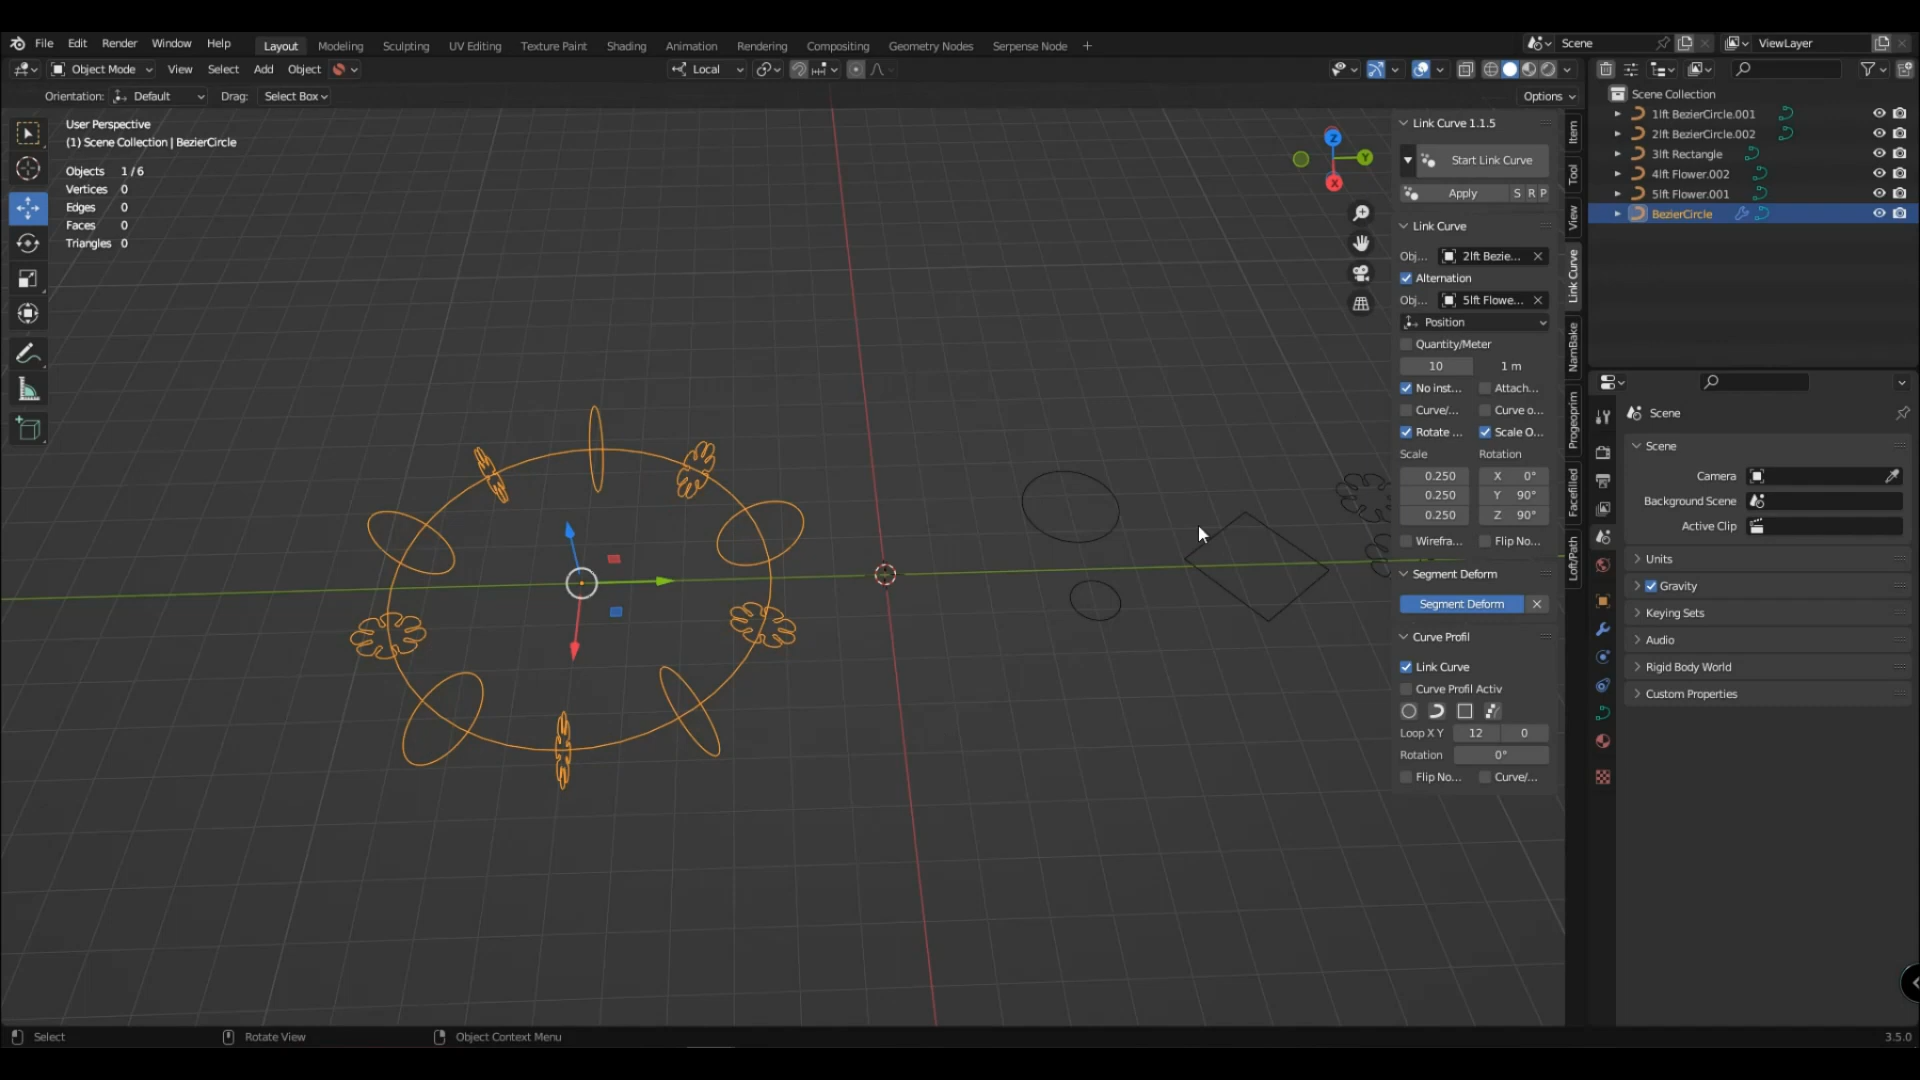 File Edit Render Window Help Layout Modeling Sculpting UV Editing Texture Paint Shading Animation Rendering Compositing Geometry Nodes Serpense Node + Scene ViewLayer
Object Mode View Select Add Object Local
Orientation: Default Drag: Select Box Options
User Perspective
(1) Scene Collection | BezierCircle
Objects 1/6
Vertices 0
Edges 0
Faces 0
Triangles 0
Z
Y
X
Link Curve 1.1.5
Start Link Curve
Apply S R P
Link Curve
Obj... 2lft Bezie...
Alternation
Obj... 5lft Flowe...
Position
Quantity/Meter
10 1 m
No inst... Attach...
Curve/... Curve o...
Rotate ... Scale O...
Scale Rotation
0.250 X 0°
0.250 Y 90°
0.250 Z 90°
Wirefra... Flip No...
Segment Deform
Segment Deform
Curve Profil
Link Curve
Curve Profil Activ
Loop X Y 12 0
Rotation 0°
Flip No... Curve/...
Item
Tool
View
Link Curve
NamBake
Progeoprim
Facefilled
Loft/Path
Scene Collection
1lft BezierCircle.001
2lft BezierCircle.002
3lft Rectangle
4lft Flower.002
5lft Flower.001
BezierCircle
Scene
Scene
Camera
Background Scene
Active Clip
Units
Gravity
Keying Sets
Audio
Rigid Body World
Custom Properties
Select Rotate View Object Context Menu 3.5.0